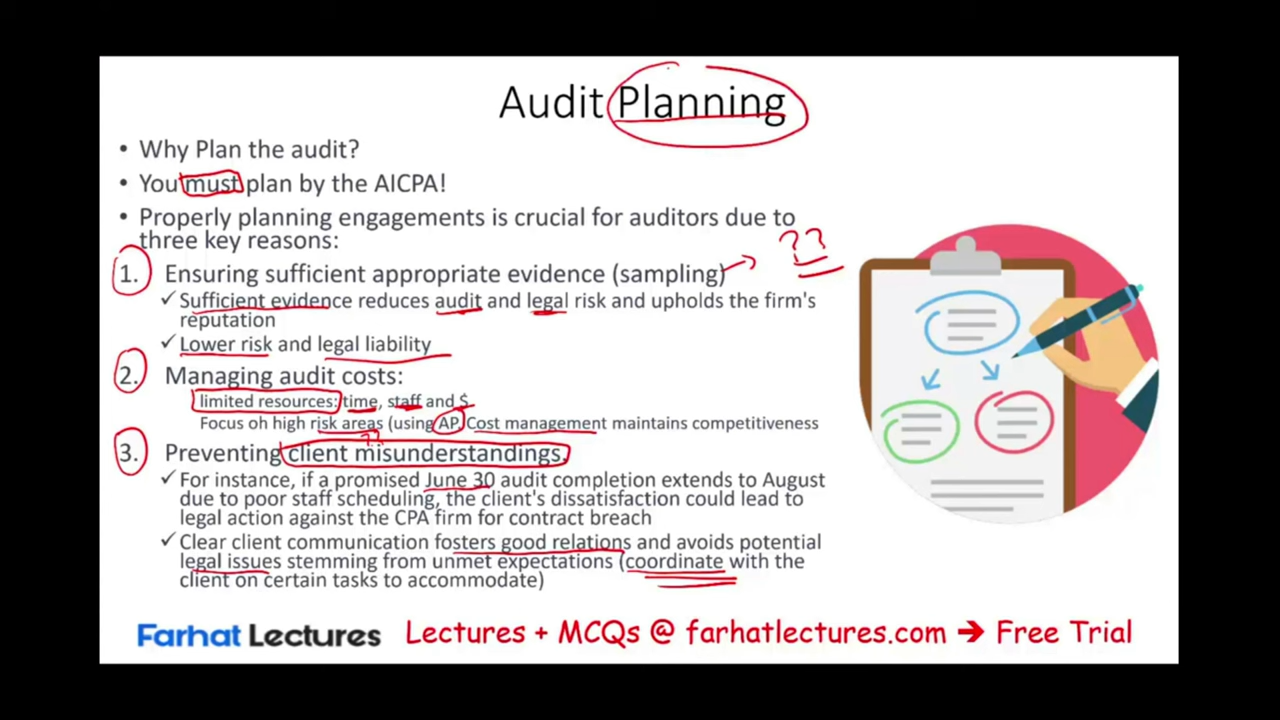 Audit Planning
• Why Plan the audit?
• You must plan by the AICPA!
• Properly planning engagements is crucial for auditors due to
three key reasons:
??
1. Ensuring sufficient appropriate evidence (sampling)
✓Sufficient evidence reduces audit and legal risk and upholds the firm's
reputation
✓Lower risk and legal liability
2. Managing audit costs:
limited resources: time, staff and $.
Focus oh high risk areas (using AP. Cost management maintains competitiveness
??
3. Preventing client misunderstandings.
✓For instance, if a promised June 30 audit completion extends to August
due to poor staff scheduling, the client's dissatisfaction could lead to
legal action against the CPA firm for contract breach
✓Clear client communication fosters good relations and avoids potential
legal issues stemming from unmet expectations (coordinate with the
client on certain tasks to accommodate)
Farhat Lectures Lectures + MCQs @ farhatlectures.com → Free Trial